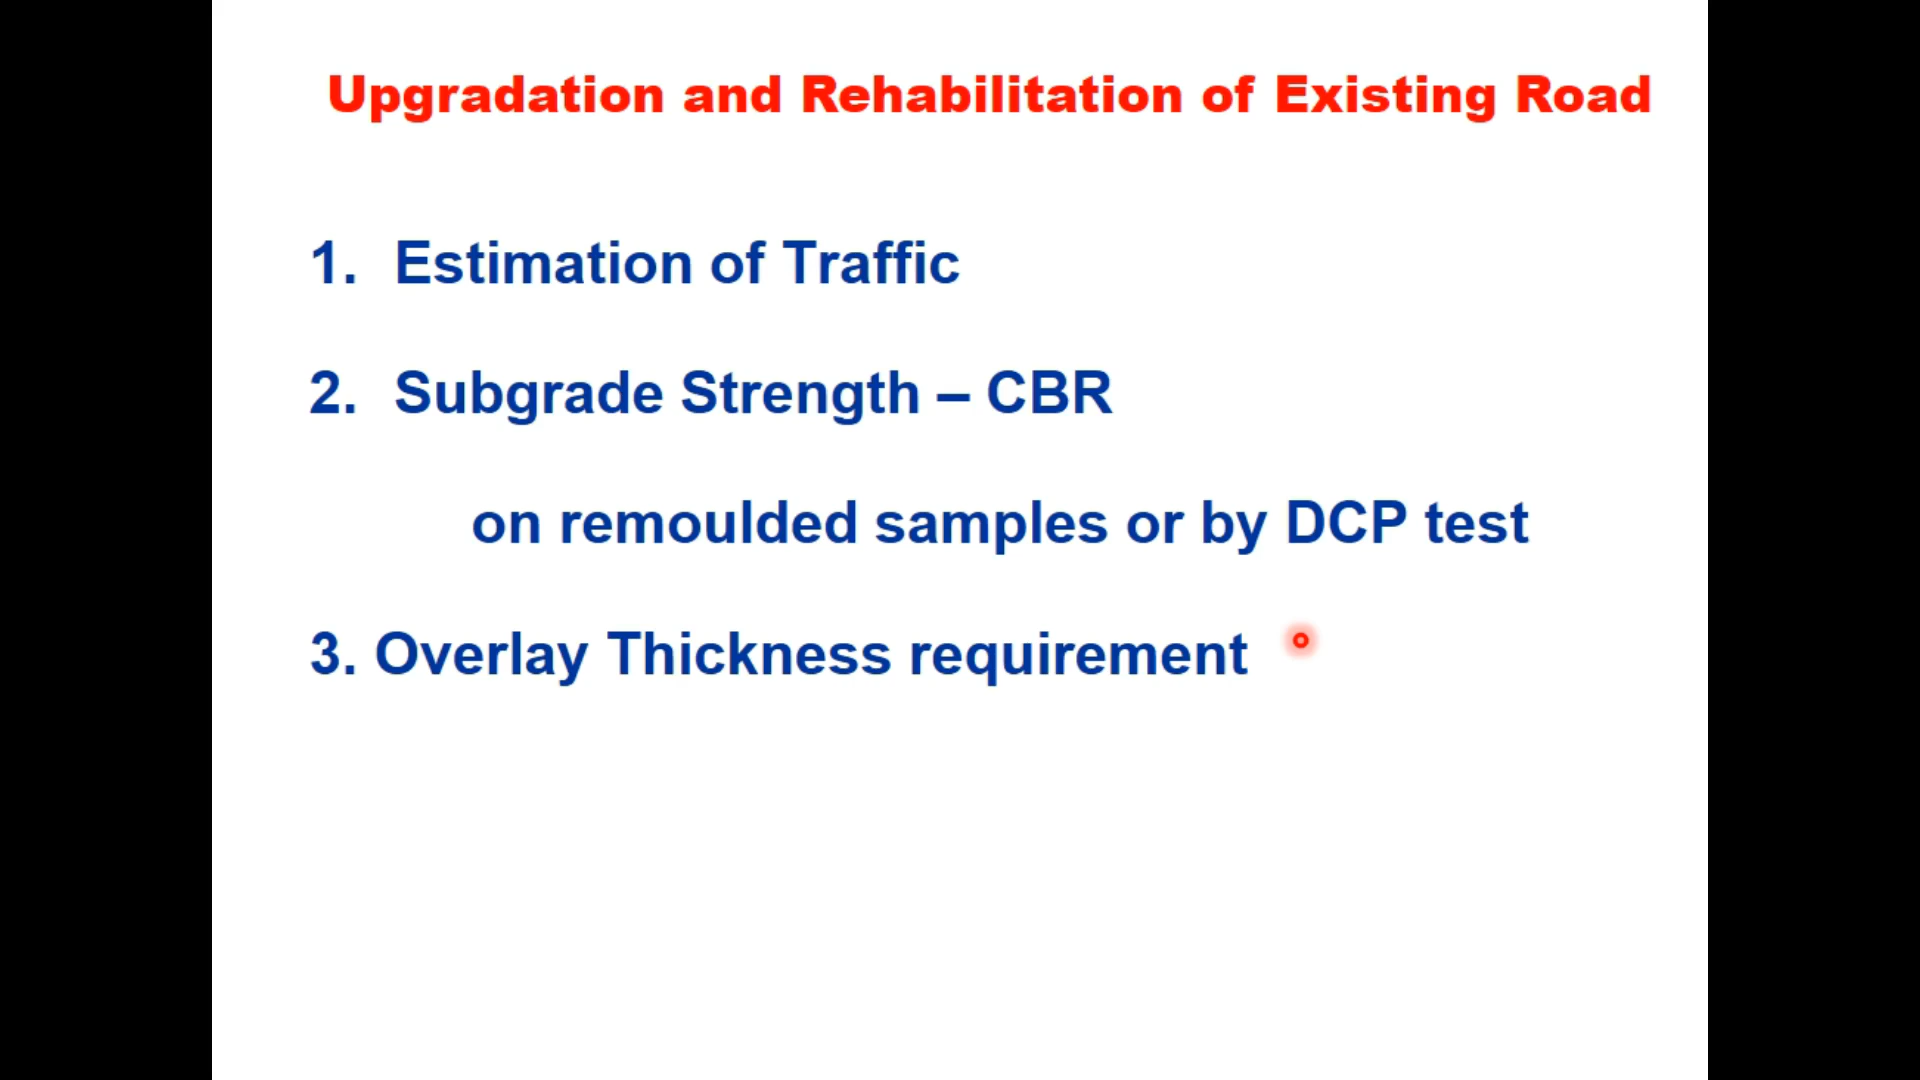 Upgradation and Rehabilitation of Existing Road
1. Estimation of Traffic
2. Subgrade Strength – CBR
on remoulded samples or by DCP test
3. Overlay Thickness requirement